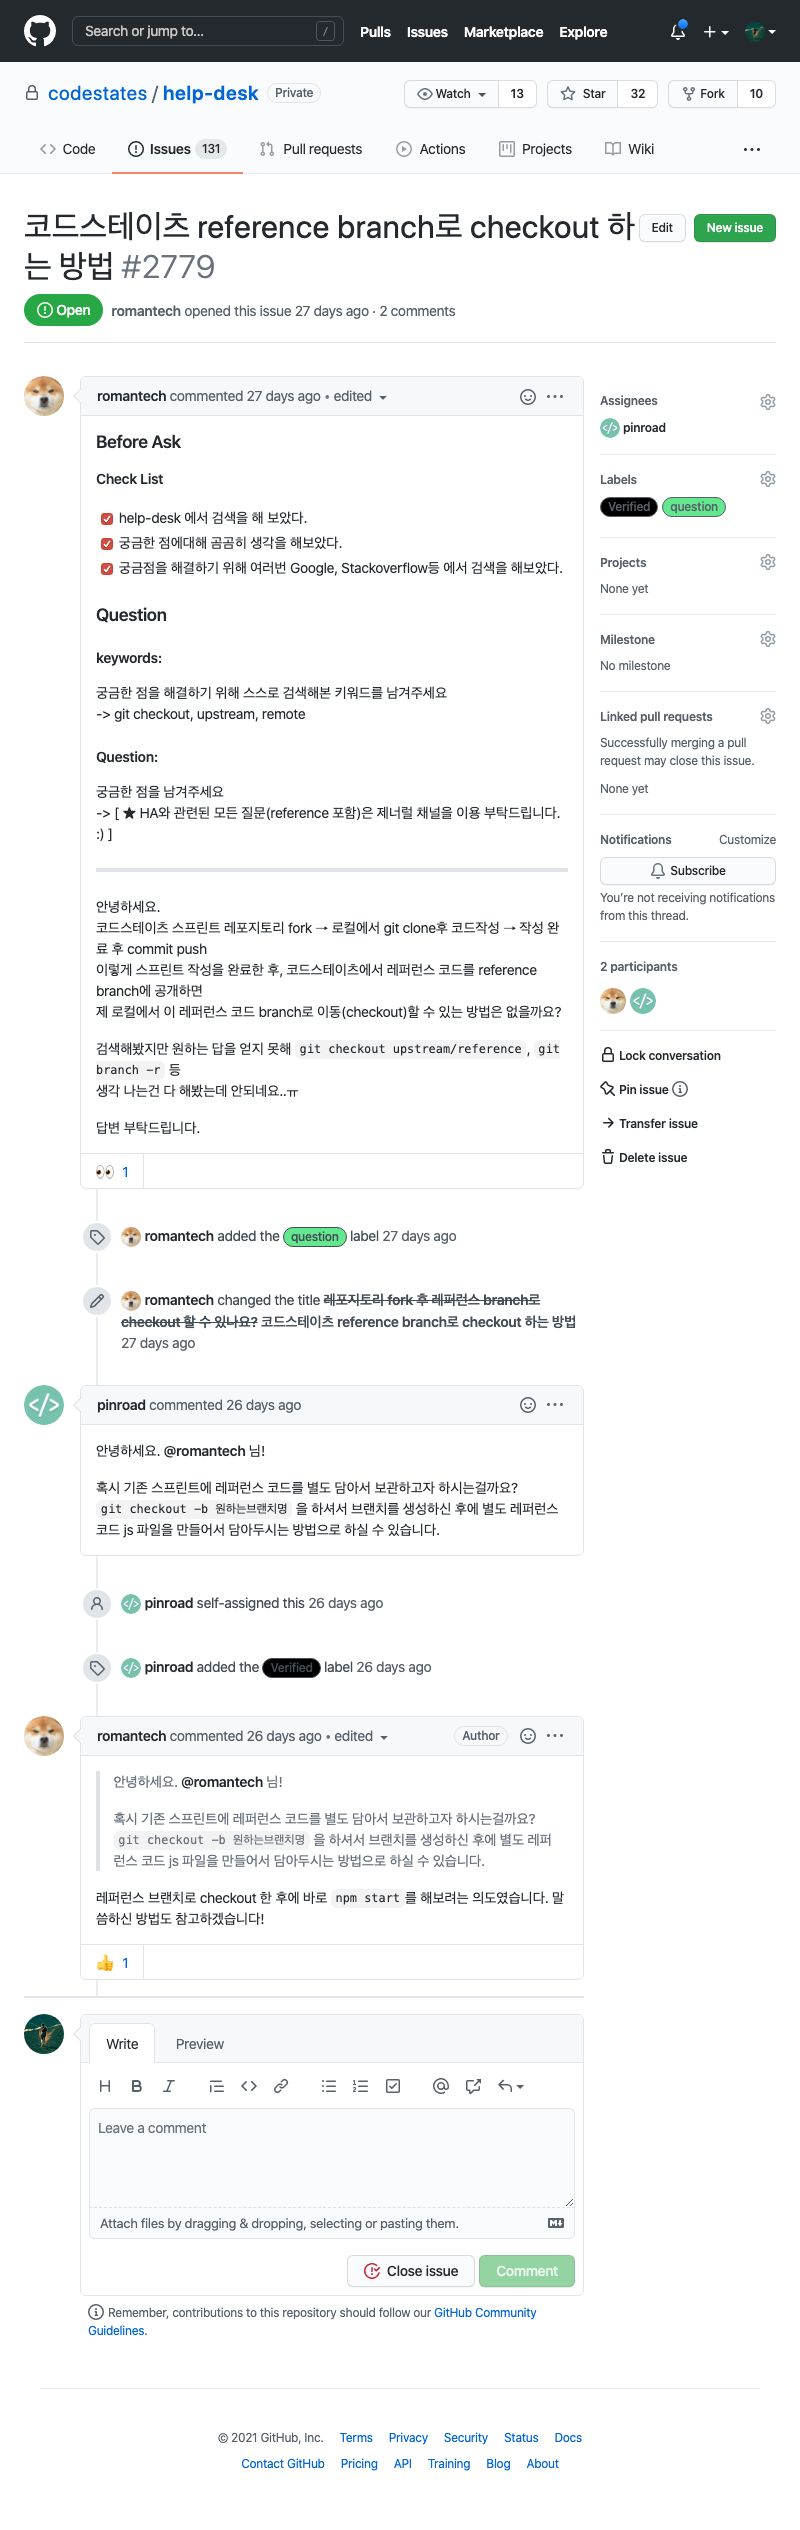 Search or jump to...
/
Pulls
Issues
Marketplace
Explore
codestates / help-desk
Private
Watch
13
Star
32
Fork
10
Code
Issues 131
Pull requests
Actions
Projects
Wiki
코드스테이츠 reference branch로 checkout 하
는 방법 #2779
Edit
New issue
Open
romantech opened this issue 27 days ago · 2 comments
romantech commented 27 days ago • edited
Before Ask
Check List
help-desk 에서 검색을 해 보았다.
궁금한 점에대해 곰곰히 생각을 해보았다.
궁금점을 해결하기 위해 여러번 Google, Stackoverflow등 에서 검색을 해보았다.
Question
keywords:
궁금한 점을 해결하기 위해 스스로 검색해본 키워드를 남겨주세요
-> git checkout, upstream, remote
Question:
궁금한 점을 남겨주세요
-> [ ★ HA와 관련된 모든 질문(reference 포함)은 제너럴 채널을 이용 부탁드립니다.
:) ]
안녕하세요.
코드스테이츠 스프린트 레포지토리 fork → 로컬에서 git clone후 코드작성 → 작성 완
료 후 commit push
이렇게 스프린트 작성을 완료한 후, 코드스테이츠에서 레퍼런스 코드를 reference
branch에 공개하면
제 로컬에서 이 레퍼런스 코드 branch로 이동(checkout)할 수 있는 방법은 없을까요?
검색해봤지만 원하는 답을 얻지 못해 git checkout upstream/reference , git
branch -r 등
생각 나는건 다 해봤는데 안되네요..ㅠ
답변 부탁드립니다.
👀 1
romantech added the question label 27 days ago
romantech changed the title 레포지토리 fork 후 레퍼런스 branch로
checkout 할 수 있나요? 코드스테이츠 reference branch로 checkout 하는 방법
27 days ago
pinroad commented 26 days ago
안녕하세요. @romantech 님!
혹시 기존 스프린트에 레퍼런스 코드를 별도 담아서 보관하고자 하시는걸까요?
git checkout -b 원하는브랜치명 을 하셔서 브랜치를 생성하신 후에 별도 레퍼런스
코드 js 파일을 만들어서 담아두시는 방법으로 하실 수 있습니다.
pinroad self-assigned this 26 days ago
pinroad added the Verified label 26 days ago
romantech commented 26 days ago • edited
Author
안녕하세요. @romantech 님!
혹시 기존 스프린트에 레퍼런스 코드를 별도 담아서 보관하고자 하시는걸까요?
git checkout -b 원하는브랜치명 을 하셔서 브랜치를 생성하신 후에 별도 레퍼
런스 코드 js 파일을 만들어서 담아두시는 방법으로 하실 수 있습니다.
레퍼런스 브랜치로 checkout 한 후에 바로 npm start 를 해보려는 의도였습니다. 말
씀하신 방법도 참고하겠습니다!
👍 1
Write
Preview
Leave a comment
Attach files by dragging & dropping, selecting or pasting them.
Close issue
Comment
Remember, contributions to this repository should follow our GitHub Community
Guidelines.
Assignees
pinroad
Labels
Verified
question
Projects
None yet
Milestone
No milestone
Linked pull requests
Successfully merging a pull
request may close this issue.
None yet
Notifications
Customize
Subscribe
You're not receiving notifications
from this thread.
2 participants
Lock conversation
Pin issue
Transfer issue
Delete issue
© 2021 GitHub, Inc.
Terms
Privacy
Security
Status
Docs
Contact GitHub
Pricing
API
Training
Blog
About